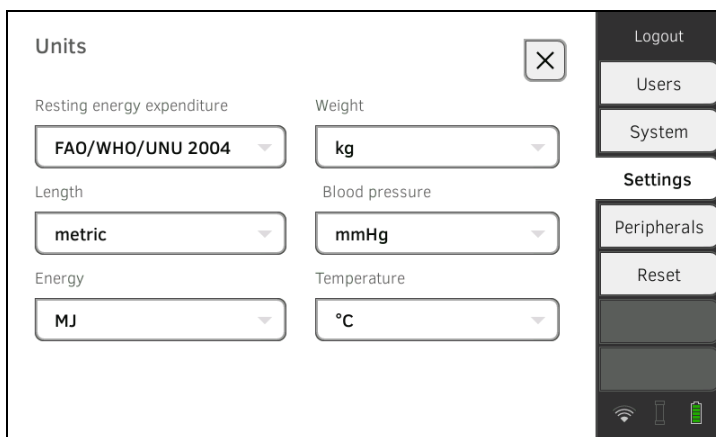 Units
Resting energy expenditure
FAO/WHO/UNU 2004
Weight
kg
Length
metric
Blood pressure
mmHg
Energy
MJ
Temperature
°C
Logout
Users
System
Settings
Peripherals
Reset